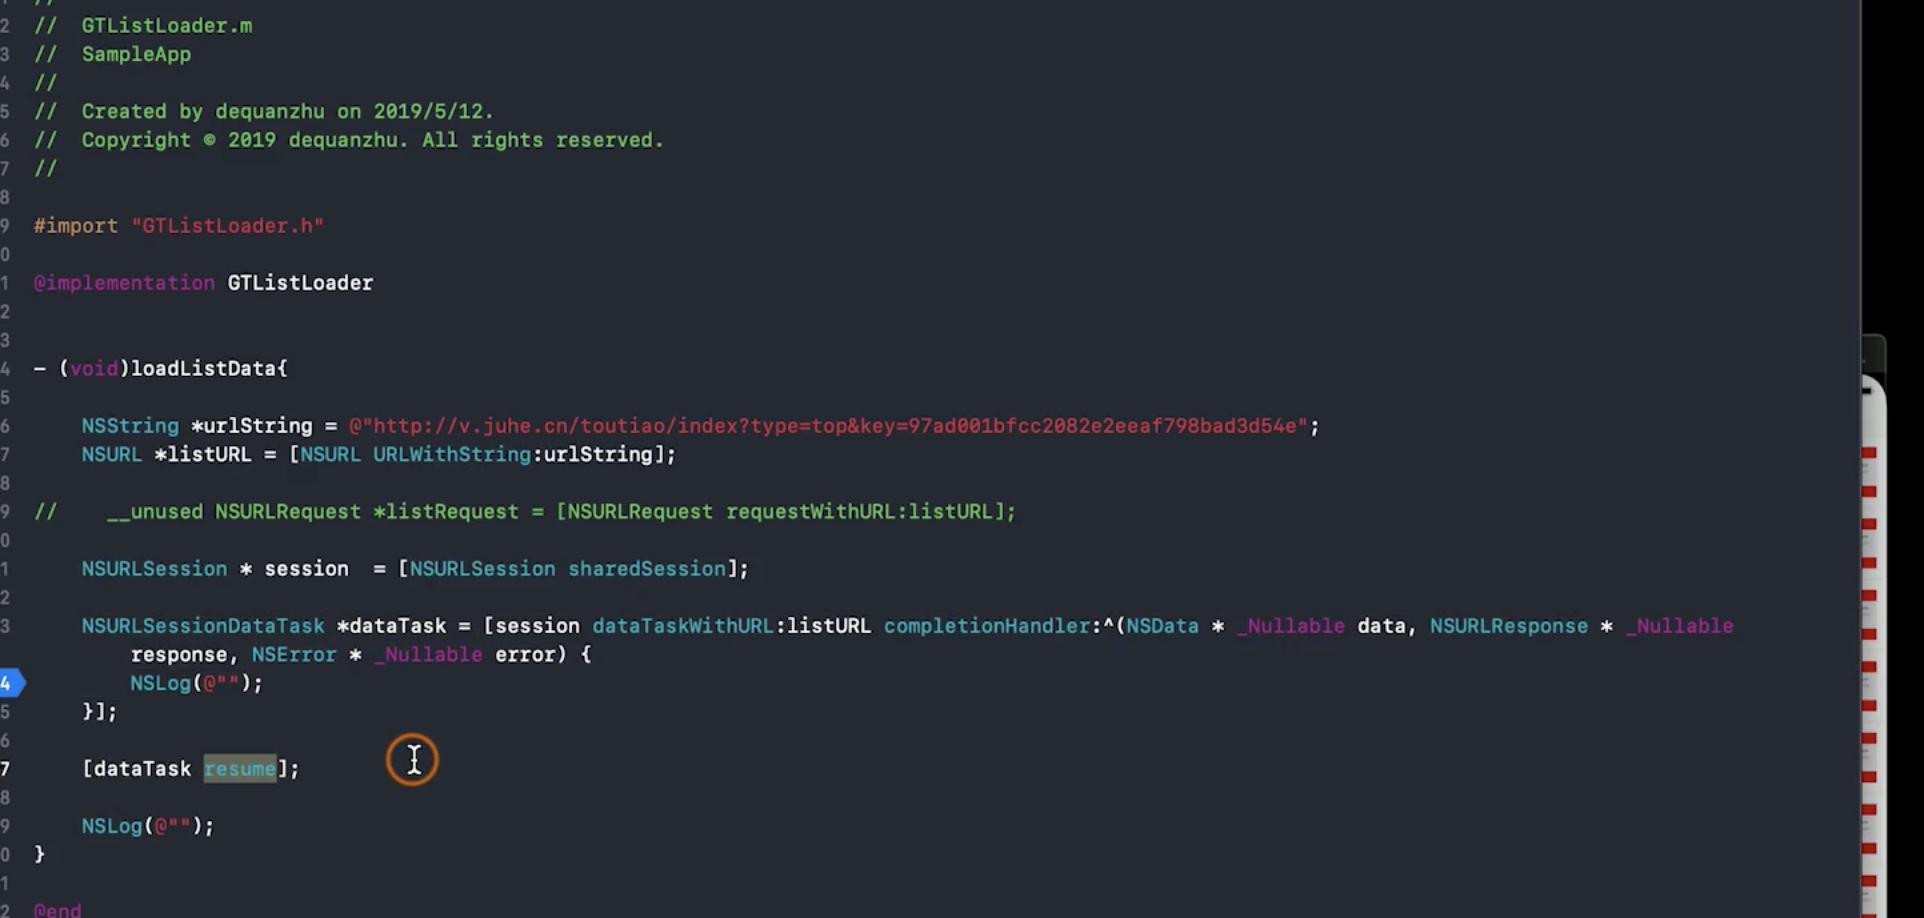 //
2 //  GTListLoader.m
3 //  SampleApp
4 //
5 //  Created by dequanzhu on 2019/5/12.
6 //  Copyright © 2019 dequanzhu. All rights reserved.
7 //
8
9 #import "GTListLoader.h"
0
1 @implementation GTListLoader
2
3
4 - (void)loadListData{
5
6     NSString *urlString = @"http://v.juhe.cn/toutiao/index?type=top&key=97ad001bfcc2082e2eeaf798bad3d54e";
7     NSURL *listURL = [NSURL URLWithString:urlString];
8
9 //    __unused NSURLRequest *listRequest = [NSURLRequest requestWithURL:listURL];
0
1     NSURLSession * session  = [NSURLSession sharedSession];
2
3     NSURLSessionDataTask *dataTask = [session dataTaskWithURL:listURL completionHandler:^(NSData * _Nullable data, NSURLResponse * _Nullable
response, NSError * _Nullable error) {
4         NSLog(@"");
5     }];
6
7     [dataTask resume];
8
9     NSLog(@"");
0 }
1
2 @end